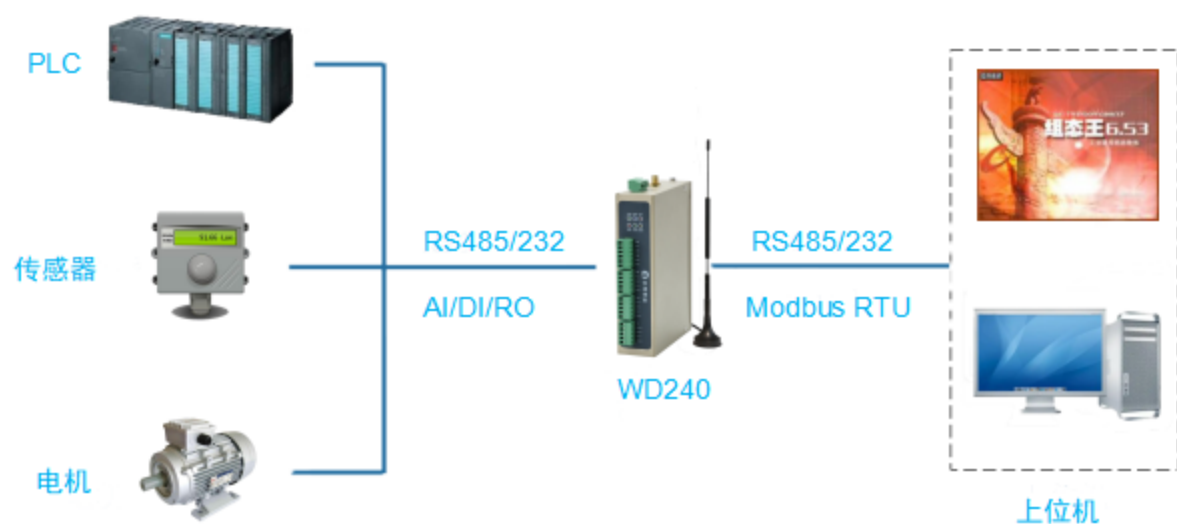 PLC
组态王6.53
传感器
RS485/232
RS485/232
AI/DI/RO
Modbus RTU
WD240
电机
上位机